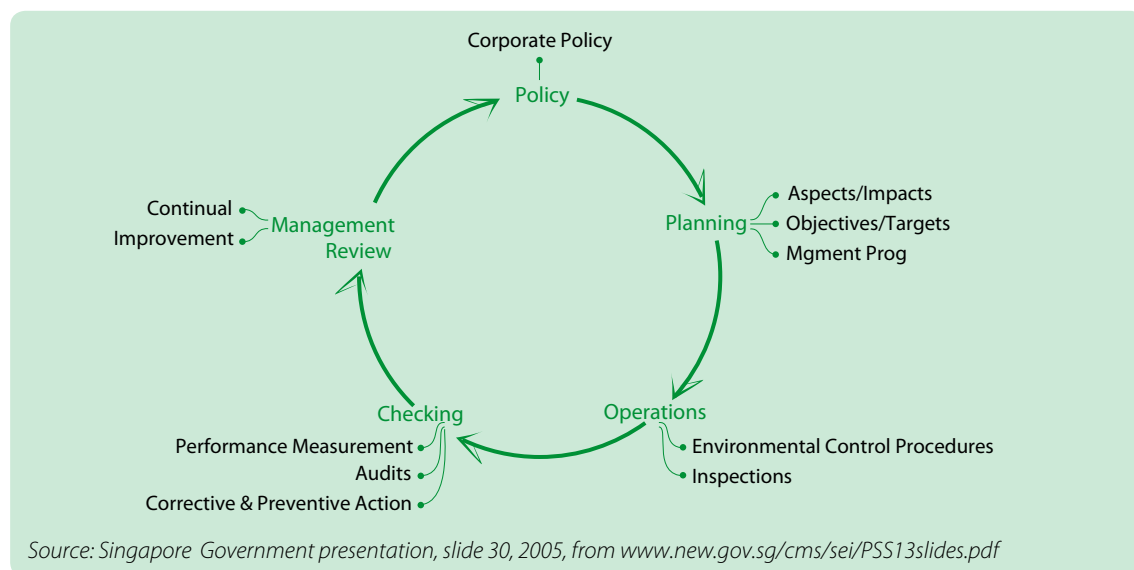 Corporate Policy
Policy
Planning
Aspects/Impacts
Objectives/Targets
Mgment Prog
Operations
Environmental Control Procedures
Inspections
Checking
Performance Measurement
Audits
Corrective & Preventive Action
Management
Review
Continual
Improvement
Source: Singapore Government presentation, slide 30, 2005, from www.new.gov.sg/cms/sei/PSS13slides.pdf